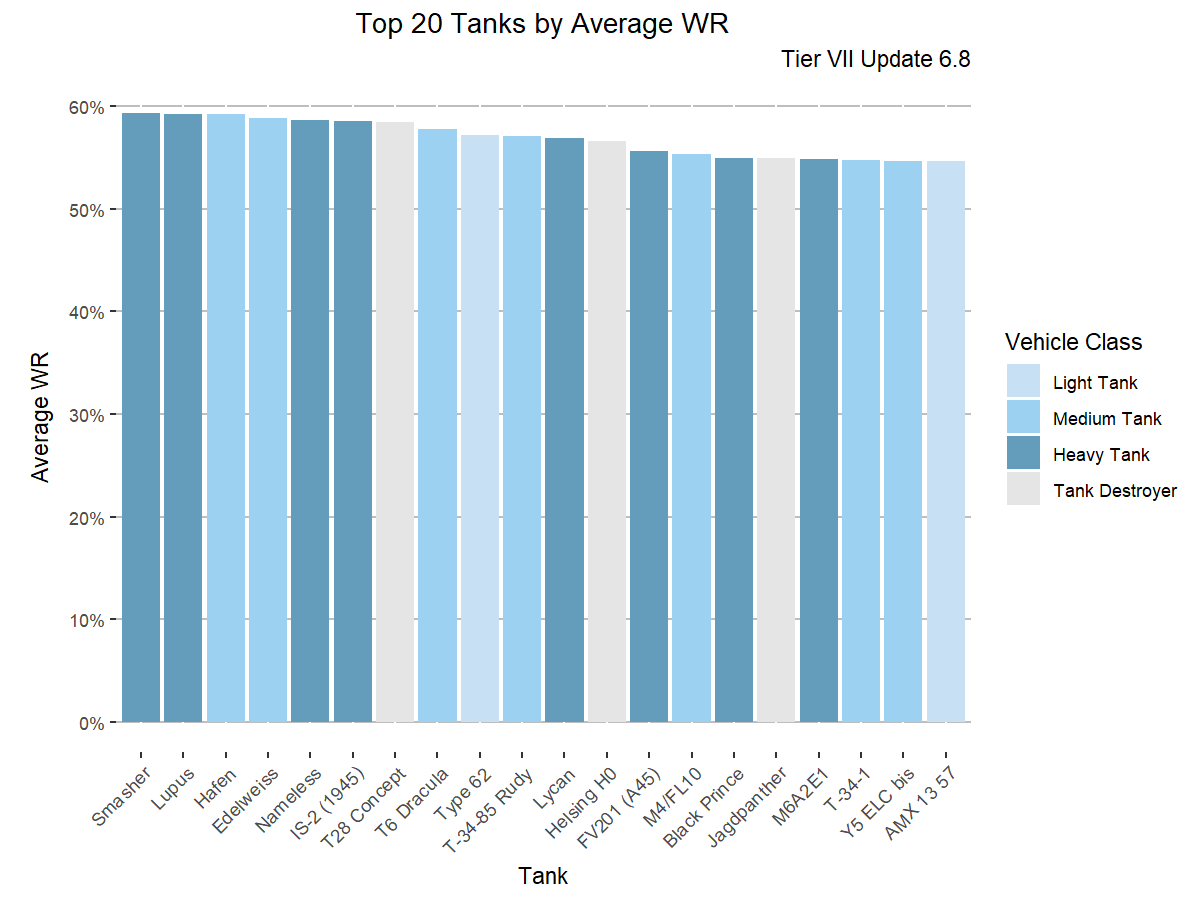 Top 20 Tanks by Average WR
Tier VII Update 6.8
60%
50%
40%
30%
20%
10%
0%
Average WR
Smasher
Lupus
Hafen
Edelweiss
Nameless
IS-2 (1945)
T28 Concept
T6 Dracula
Type 62
T-34-85 Rudy
Lycan
Helsing H0
FV201 (A45)
M4/FL10
Black Prince
Jagdpanther
M6A2E1
T-34-1
Y5 ELC bis
AMX 13 57
Tank
Vehicle Class
Light Tank
Medium Tank
Heavy Tank
Tank Destroyer